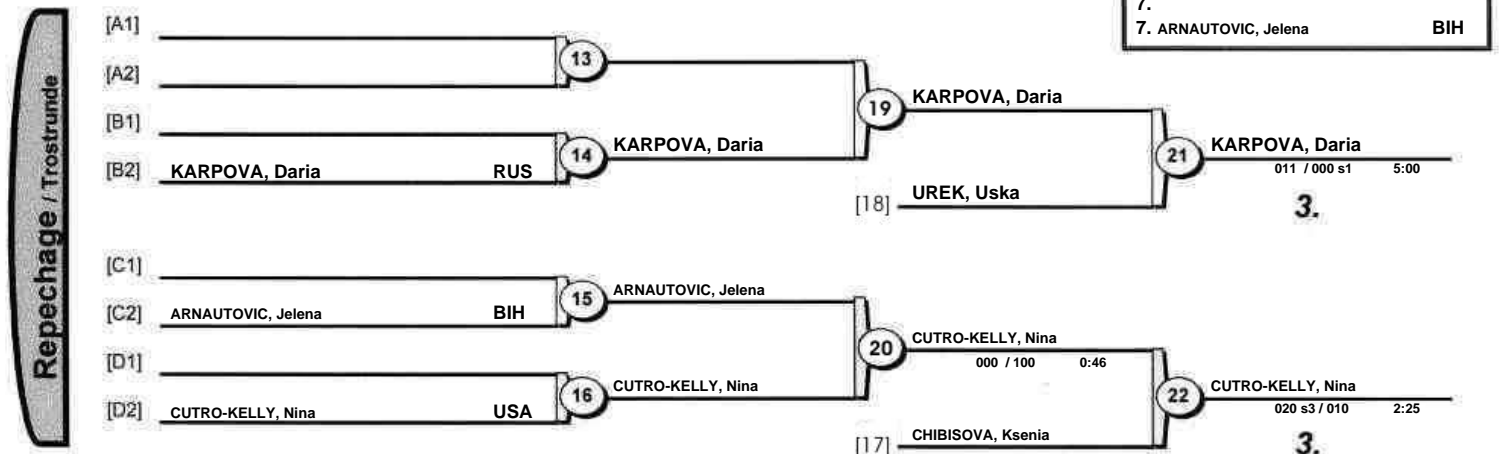 7.
7. ARNAUTOVIC, Jelena BIH
Repechage / Trostrunde
[A1]
[A2]
13
[B1]
[B2] KARPOVA, Daria RUS
14
KARPOVA, Daria
19
KARPOVA, Daria
[18] UREK, Uska
21
KARPOVA, Daria
011 / 000 s1 5:00
3.
[C1]
[C2] ARNAUTOVIC, Jelena BIH
15
ARNAUTOVIC, Jelena
[D1]
[D2] CUTRO-KELLY, Nina USA
16
CUTRO-KELLY, Nina
20
CUTRO-KELLY, Nina
000 / 100 0:46
[17] CHIBISOVA, Ksenia
22
CUTRO-KELLY, Nina
020 s3 / 010 2:25
3.